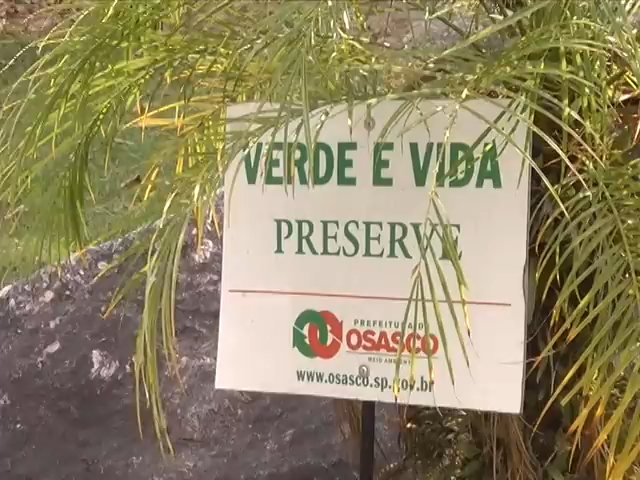 VERDE E VIDA
PRESERVE
PREFEITURA DE
OSASCO
MEIO AMBIENTE
www.osasco.sp.gov.br